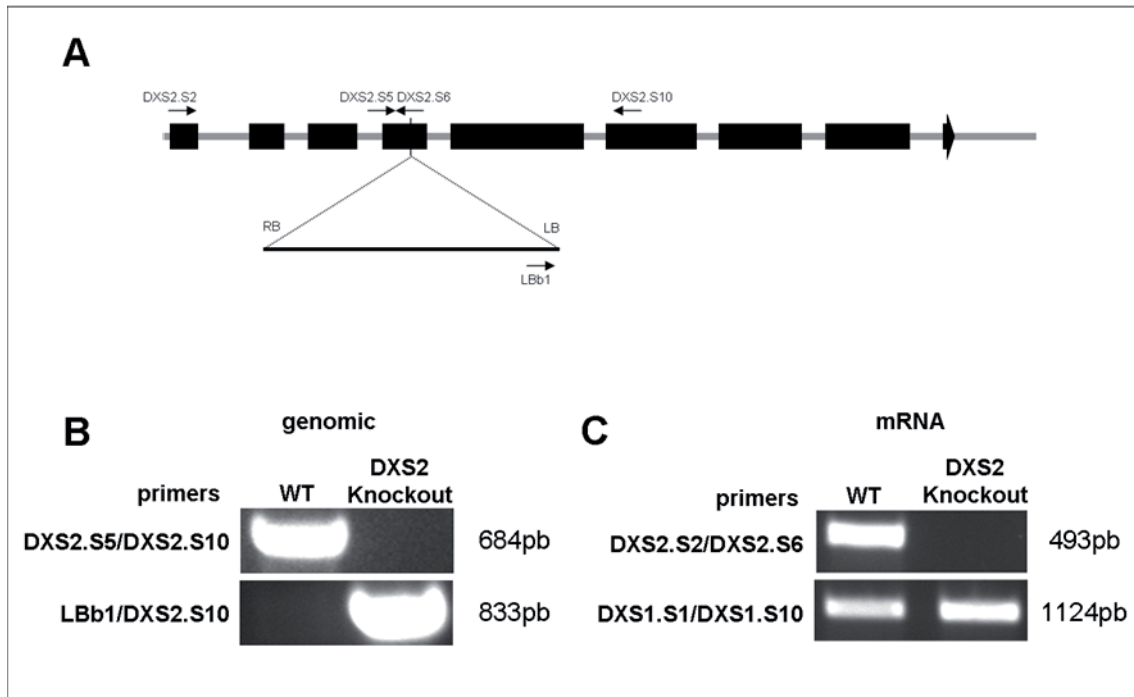 A
DXS2.S2
DXS2.S5 DXS2.S6
DXS2.S10
RB
LB
LBb1
B
genomic
primers
WT
DXS2
Knockout
DXS2.S5/DXS2.S10
684pb
LBb1/DXS2.S10
833pb
C
mRNA
primers
WT
DXS2
Knockout
DXS2.S2/DXS2.S6
493pb
DXS1.S1/DXS1.S10
1124pb